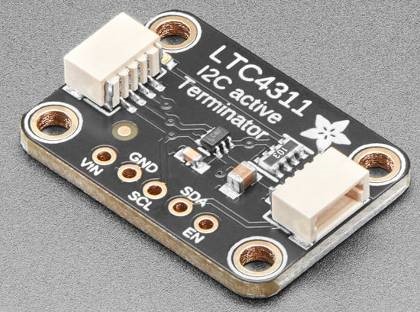 LTC4311
I2C active
Terminator
VIN
GND
SCL
SDA
EN